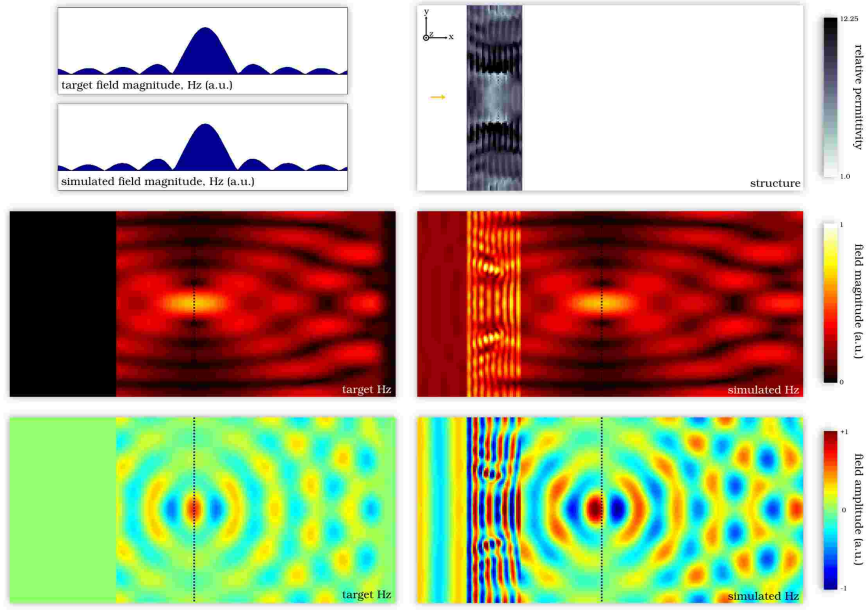 target field magnitude, Hz (a.u.)
simulated field magnitude, Hz (a.u.)
y
z
x
structure
12.25
relative permittivity
1.0
target Hz
simulated Hz
1
field magnitude (a.u.)
0
target Hz
simulated Hz
+1
0
field amplitude (a.u.)
-1